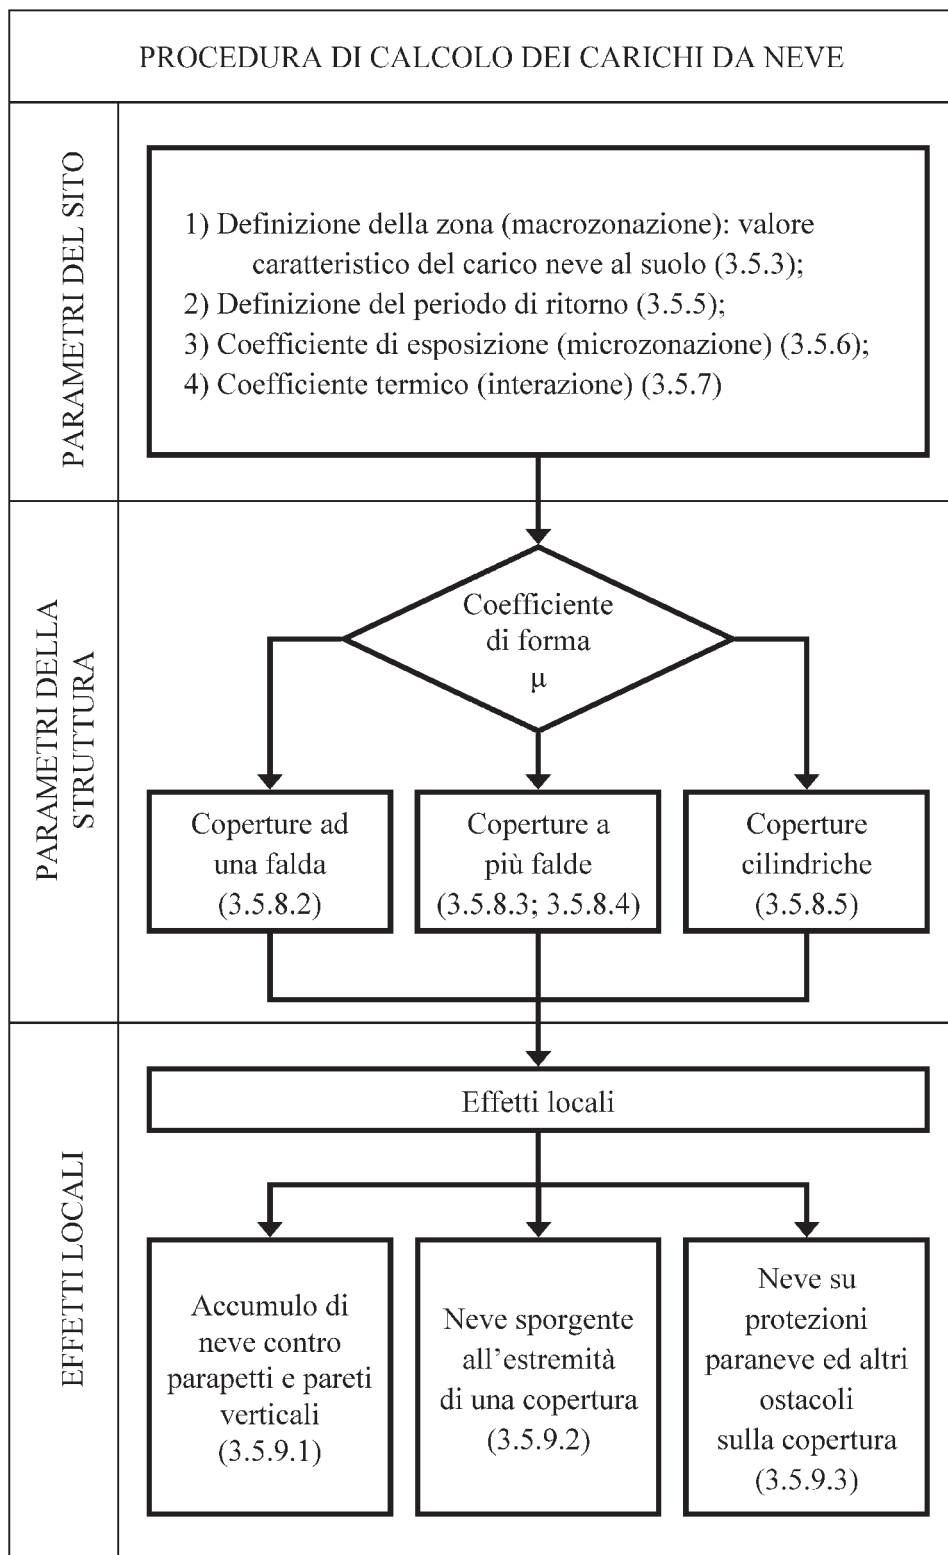 PROCEDURA DI CALCOLO DEI CARICHI DA NEVE
PARAMETRI DEL SITO
1) Definizione della zona (macrozonazione): valore
caratteristico del carico neve al suolo (3.5.3);
2) Definizione del periodo di ritorno (3.5.5);
3) Coefficiente di esposizione (microzonazione) (3.5.6);
4) Coefficiente termico (interazione) (3.5.7)
PARAMETRI DELLA
STRUTTURA
Coefficiente
di forma
μ
Coperture ad
una falda
(3.5.8.2)
Coperture a
più falde
(3.5.8.3; 3.5.8.4)
Coperture
cilindriche
(3.5.8.5)
EFFETTI LOCALI
Effetti locali
Accumulo di
neve contro
parapetti e pareti
verticali
(3.5.9.1)
Neve sporgente
all'estremità
di una copertura
(3.5.9.2)
Neve su
protezioni
paraneve ed altri
ostacoli
sulla copertura
(3.5.9.3)